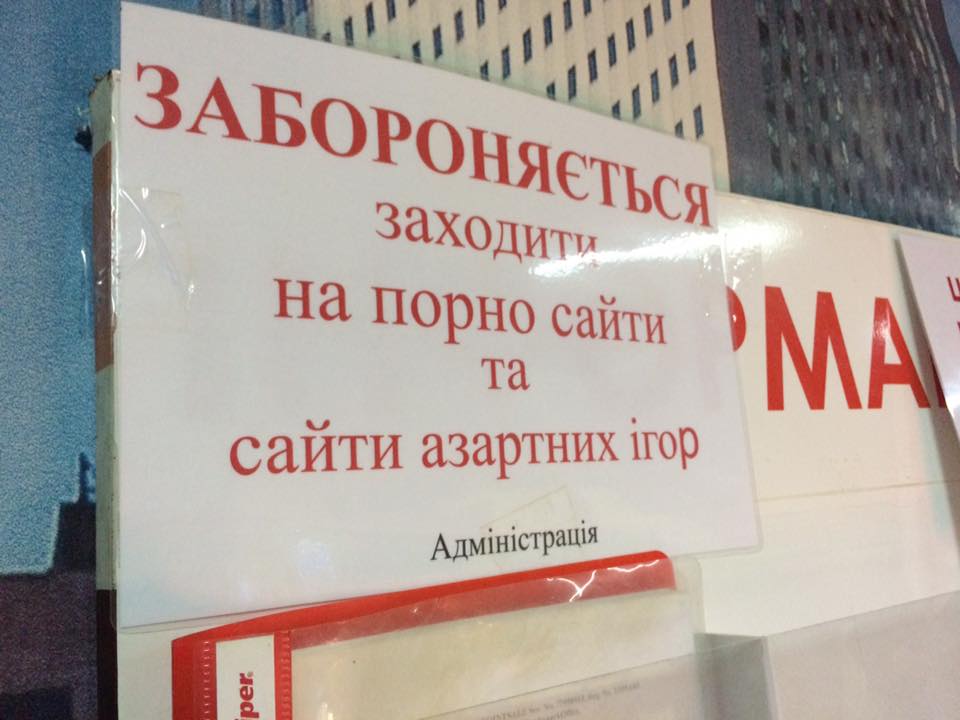 ЗАБОРОНЯЄТЬСЯ
заходити
на порно сайти
та
сайти азартних ігор
Адміністрація